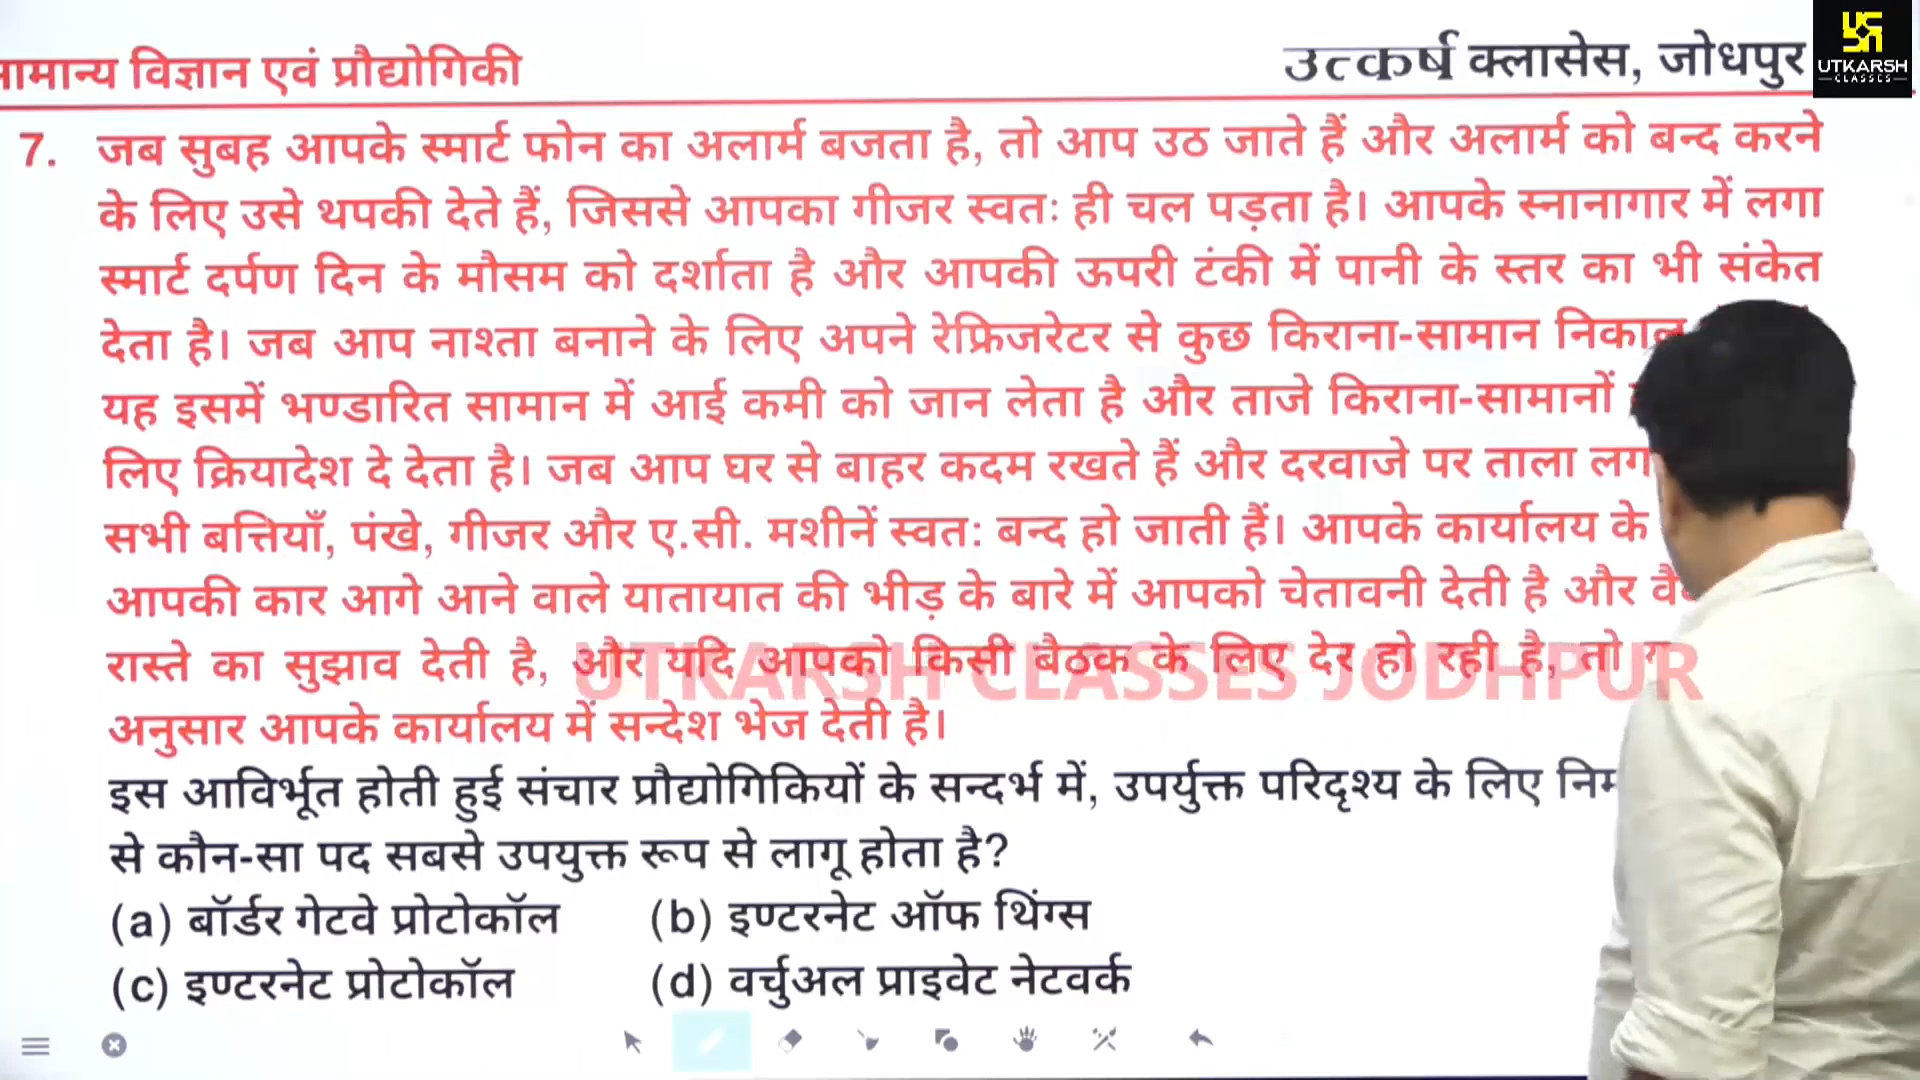 सामान्य विज्ञान एवं प्रौद्योगिकी
उत्कर्ष क्लासेस, जोधपुर
UTKARSH
CLASSES
7. जब सुबह आपके स्मार्ट फोन का अलार्म बजता है, तो आप उठ जाते हैं और अलार्म को बन्द करने
के लिए उसे थपकी देते हैं, जिससे आपका गीजर स्वतः ही चल पड़ता है। आपके स्नानागार में लगा
स्मार्ट दर्पण दिन के मौसम को दर्शाता है और आपकी ऊपरी टंकी में पानी के स्तर का भी संकेत
देता है। जब आप नाश्ता बनाने के लिए अपने रेफ्रिजरेटर से कुछ किराना-सामान निकाल
यह इसमें भण्डारित सामान में आई कमी को जान लेता है और ताजे किराना-सामानों
लिए क्रियादेश दे देता है। जब आप घर से बाहर कदम रखते हैं और दरवाजे पर ताला लग
सभी बत्तियाँ, पंखे, गीजर और ए.सी. मशीनें स्वत: बन्द हो जाती हैं। आपके कार्यालय के
आपकी कार आगे आने वाले यातायात की भीड़ के बारे में आपको चेतावनी देती है और
रास्ते का सुझाव देती है, और यदि आपको किसी बैठक के लिए देर हो रही है, तो
UTKARSH CLASSES JODHPUR
अनुसार आपके कार्यालय में सन्देश भेज देती है।
इस आविर्भूत होती हुई संचार प्रौद्योगिकियों के सन्दर्भ में, उपर्युक्त परिदृश्य के लिए
से कौन-सा पद सबसे उपयुक्त रूप से लागू होता है?
(a) बॉर्डर गेटवे प्रोटोकॉल (b) इण्टरनेट ऑफ थिंग्स
(c) इण्टरनेट प्रोटोकॉल (d) वर्चुअल प्राइवेट नेटवर्क